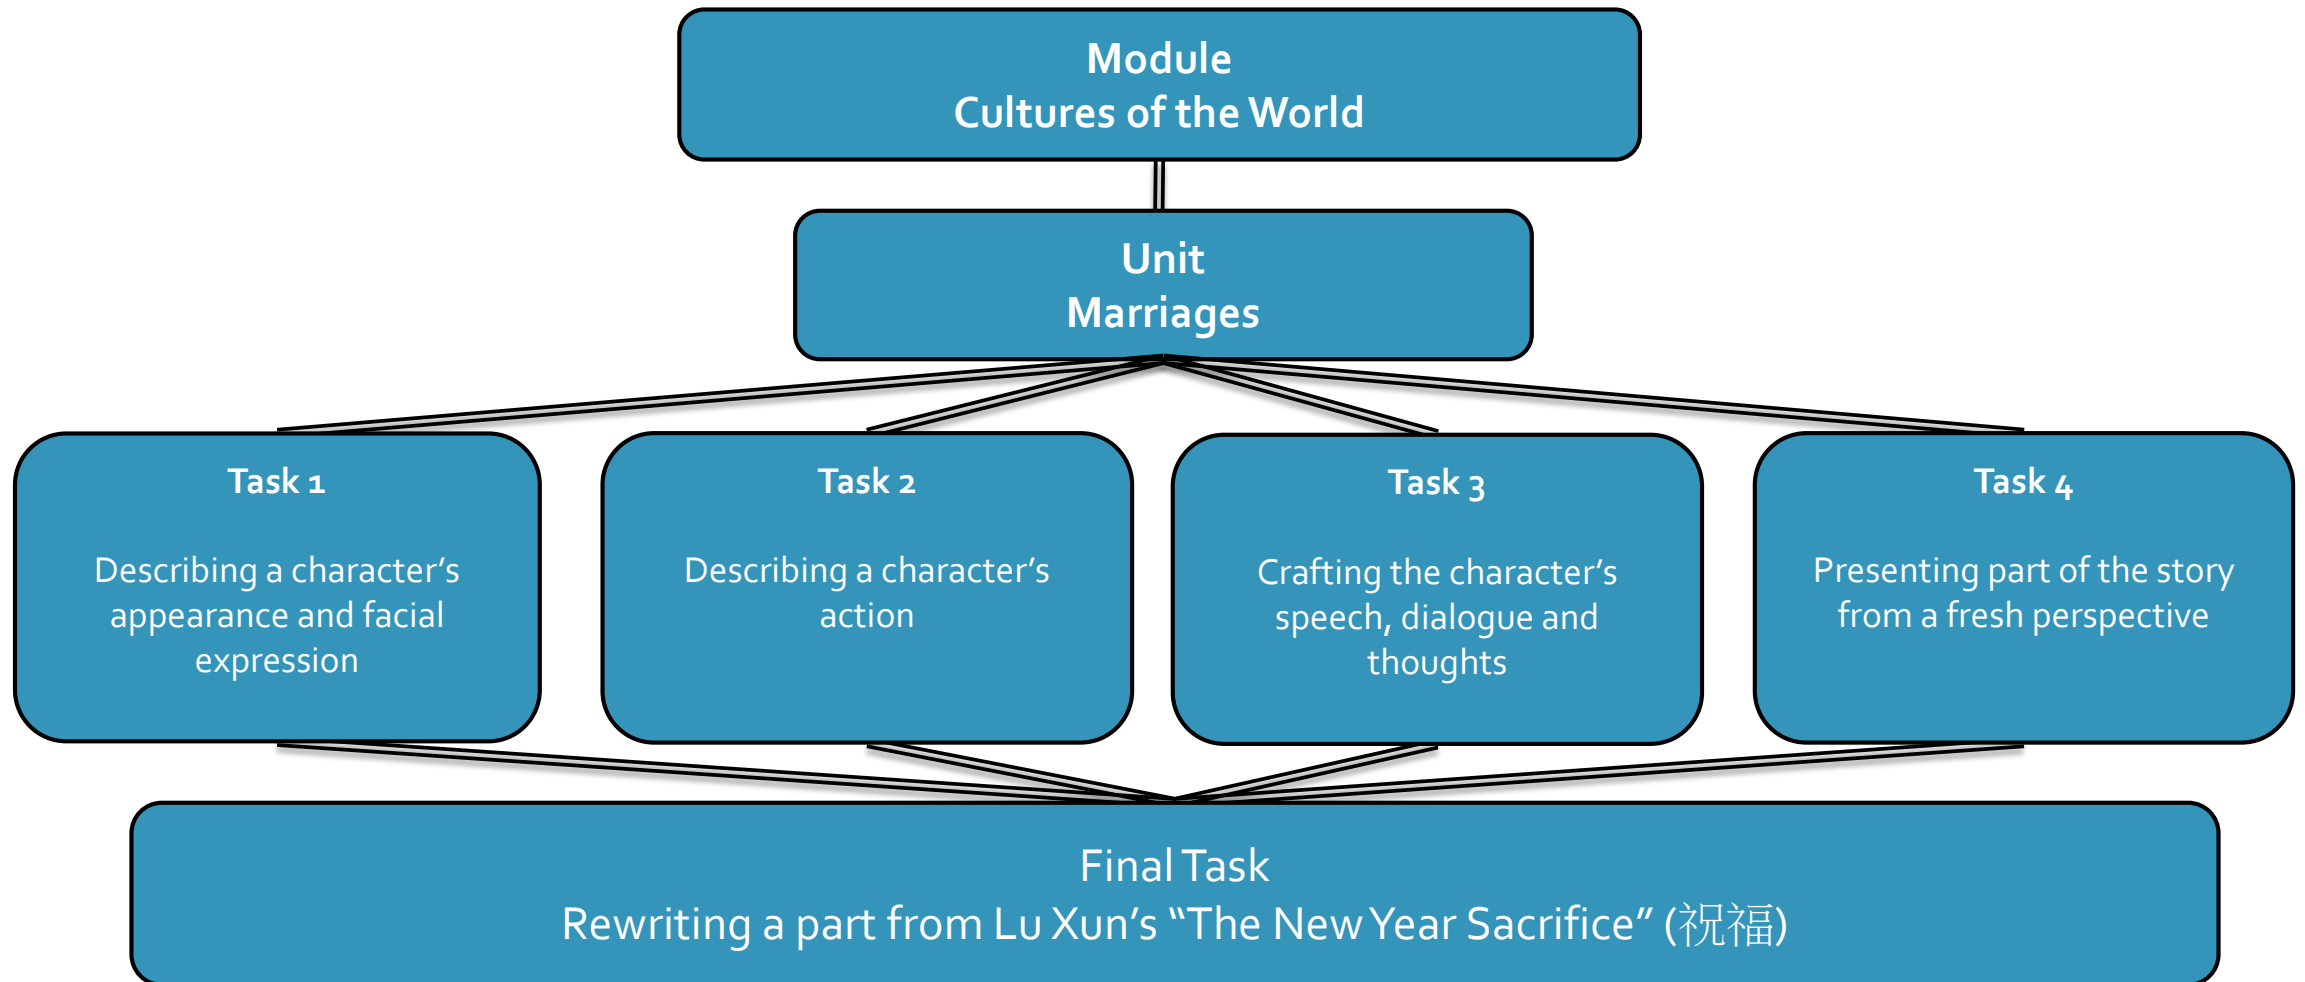 Module
Cultures of the World
Unit
Marriages
Task 1
Describing a character’s
appearance and facial
expression
Task 2
Describing a character’s
action
Task 3
Crafting the character’s
speech, dialogue and
thoughts
Task 4
Presenting part of the story
from a fresh perspective
Final Task
Rewriting a part from Lu Xun’s “The New Year Sacrifice” (祝福)